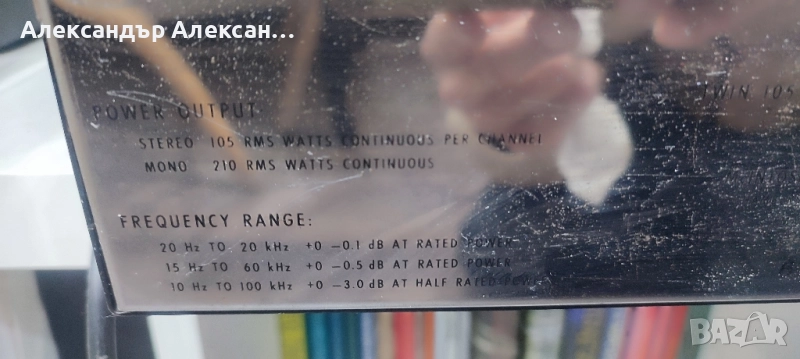 Александър Алексан...
POWER OUTPUT
TWIN 105
STEREO 105 RMS WATTS CONTINUOUS PER CHANNEL
MONO 210 RMS WATTS CONTINUOUS
FREQUENCY RANGE:
20 Hz TO 20 kHz +0 -0.1 dB AT RATED POWER
15 Hz TO 60 kHz +0 -0.5 dB AT RATED POWER
10 Hz TO 100 kHz +0 -3.0 dB AT HALF RATED POWER
BAZAR